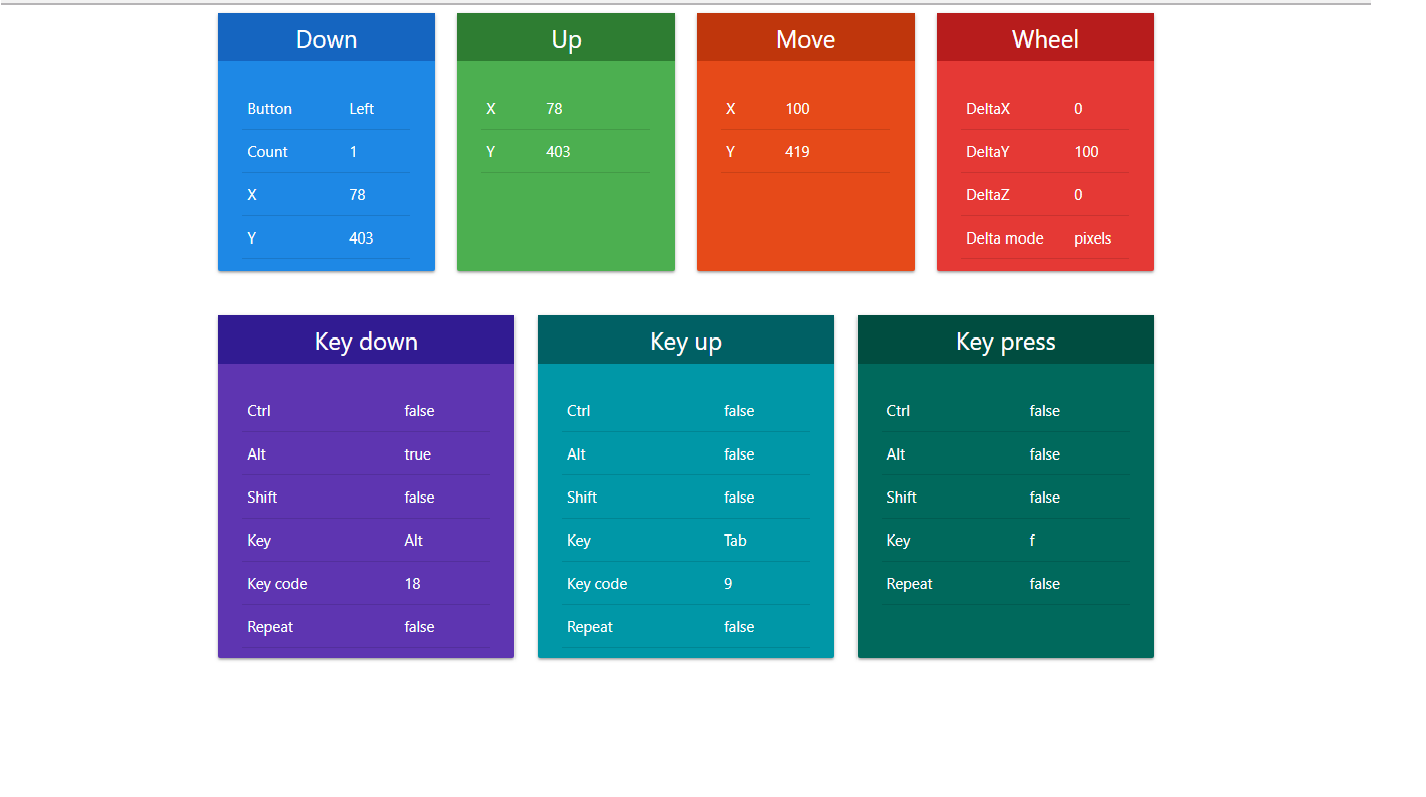 Down
Button Left
Count 1
X 78
Y 403
Up
X 78
Y 403
Move
X 100
Y 419
Wheel
DeltaX 0
DeltaY 100
DeltaZ 0
Delta mode pixels
Key down
Ctrl false
Alt true
Shift false
Key Alt
Key code 18
Repeat false
Key up
Ctrl false
Alt false
Shift false
Key Tab
Key code 9
Repeat false
Key press
Ctrl false
Alt false
Shift false
Key f
Repeat false